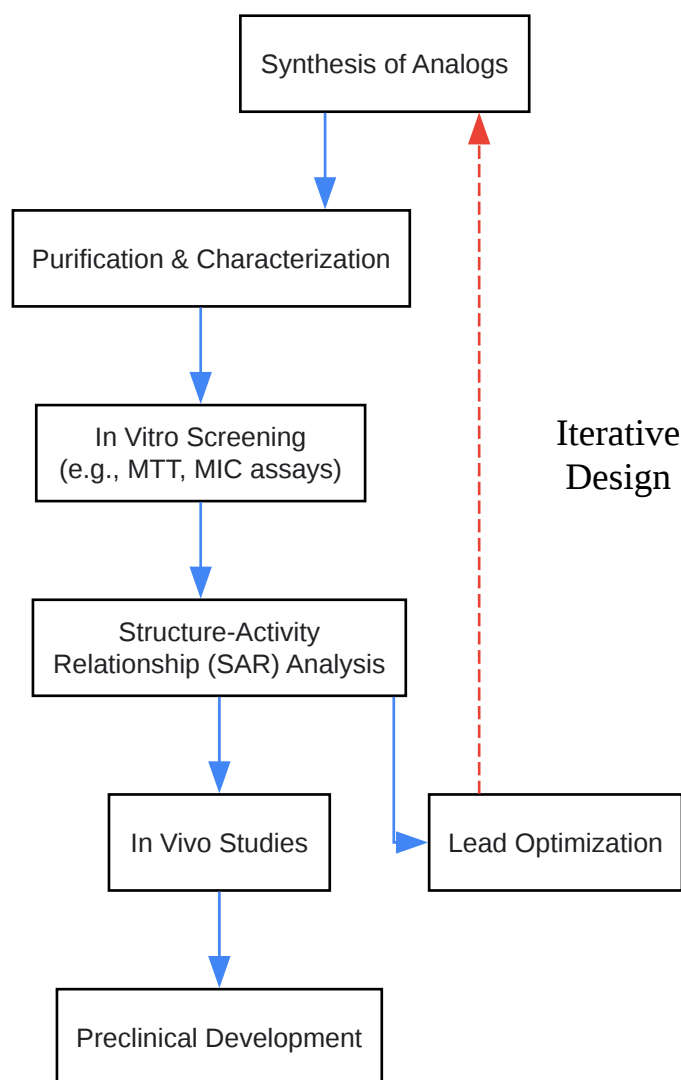 Synthesis of Analogs
Purification & Characterization
In Vitro Screening
(e.g., MTT, MIC assays)
Iterative
Design
Structure-Activity
Relationship (SAR) Analysis
In Vivo Studies
Lead Optimization
Preclinical Development